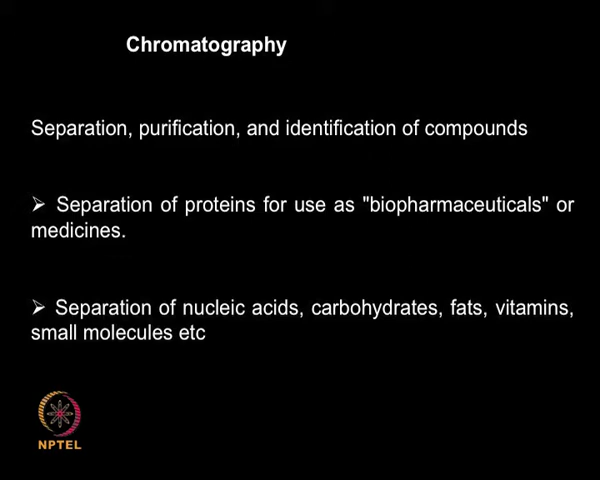 Chromatography
Separation, purification, and identification of compounds
➢ Separation of proteins for use as "biopharmaceuticals" or
medicines.
➢ Separation of nucleic acids, carbohydrates, fats, vitamins,
small molecules etc
NPTEL